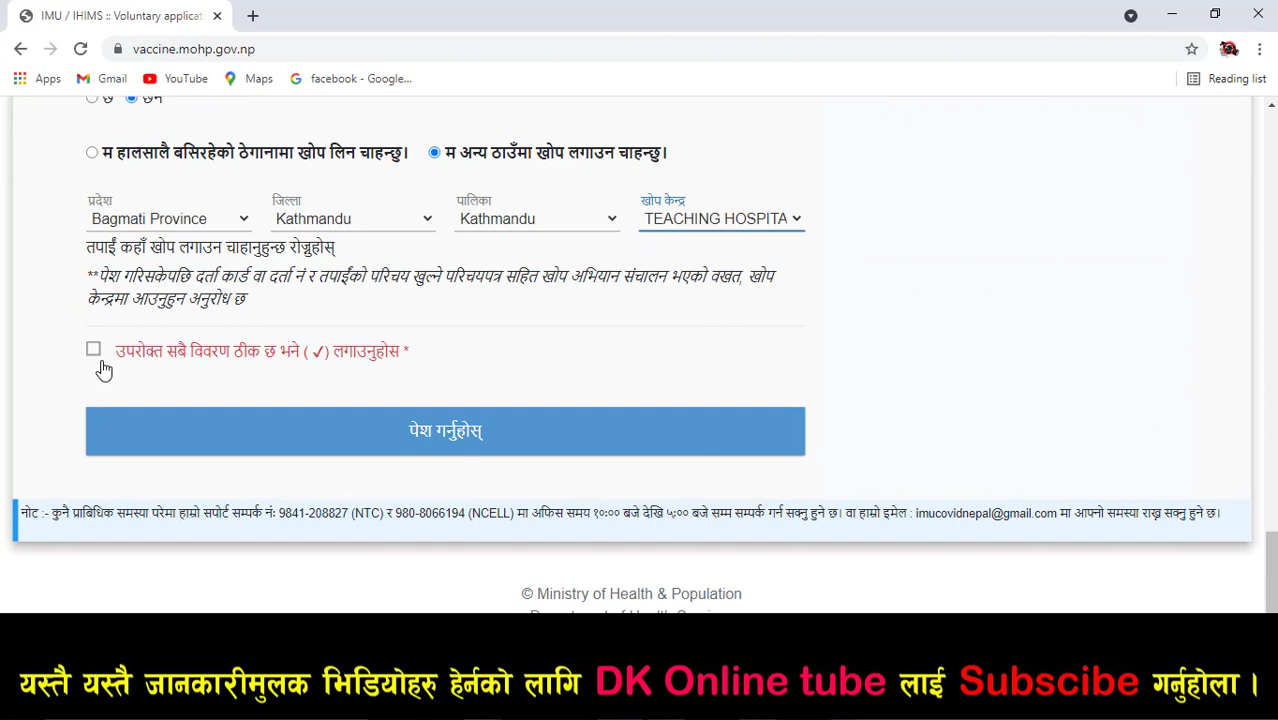 IMU / IHIMS :: Voluntary applicat
vaccine.mohp.gov.np
Apps Gmail YouTube Maps facebook - Google... Reading list
छ छैन
म हालसालै बसिरहेको ठेगानामा खोप लिन चाहन्छु। म अन्य ठाउँमा खोप लगाउन चाहन्छु।
प्रदेश जिल्ला पालिका खोप केन्द्र
Bagmati Province Kathmandu Kathmandu TEACHING HOSPITA
तपाईं कहाँ खोप लगाउन चाहानुहुन्छ रोज्नुहोस्
**पेश गरिसकेपछि दर्ता कार्ड वा दर्ता नं र तपाईंको परिचय खुल्ने परिचयपत्र सहित खोप अभियान संचालन भएको वखत, खोप
केन्द्रमा आउनुहुन अनुरोध छ
उपरोक्त सबै विवरण ठीक छ भने ( ✓) लगाउनुहोस *
पेश गर्नुहोस्
नोट :- कुनै प्राबिधिक समस्या परेमा हाम्रो सपोर्ट सम्पर्क नं: 9841-208827 (NTC) र 980-8066194 (NCELL) मा अफिस समय १०:०० बजे देखि ५:०० बजे सम्म सम्पर्क गर्न सक्नु हुने छ। वा हाम्रो इमेल : imucovidnepal@gmail.com मा आफ्नो समस्या राख्न सक्नु हुने छ।
© Ministry of Health & Population
यस्तै यस्तै जानकारीमुलक भिडियोहरु हेर्नको लागि DK Online tube लाई Subscibe गर्नुहोला ।